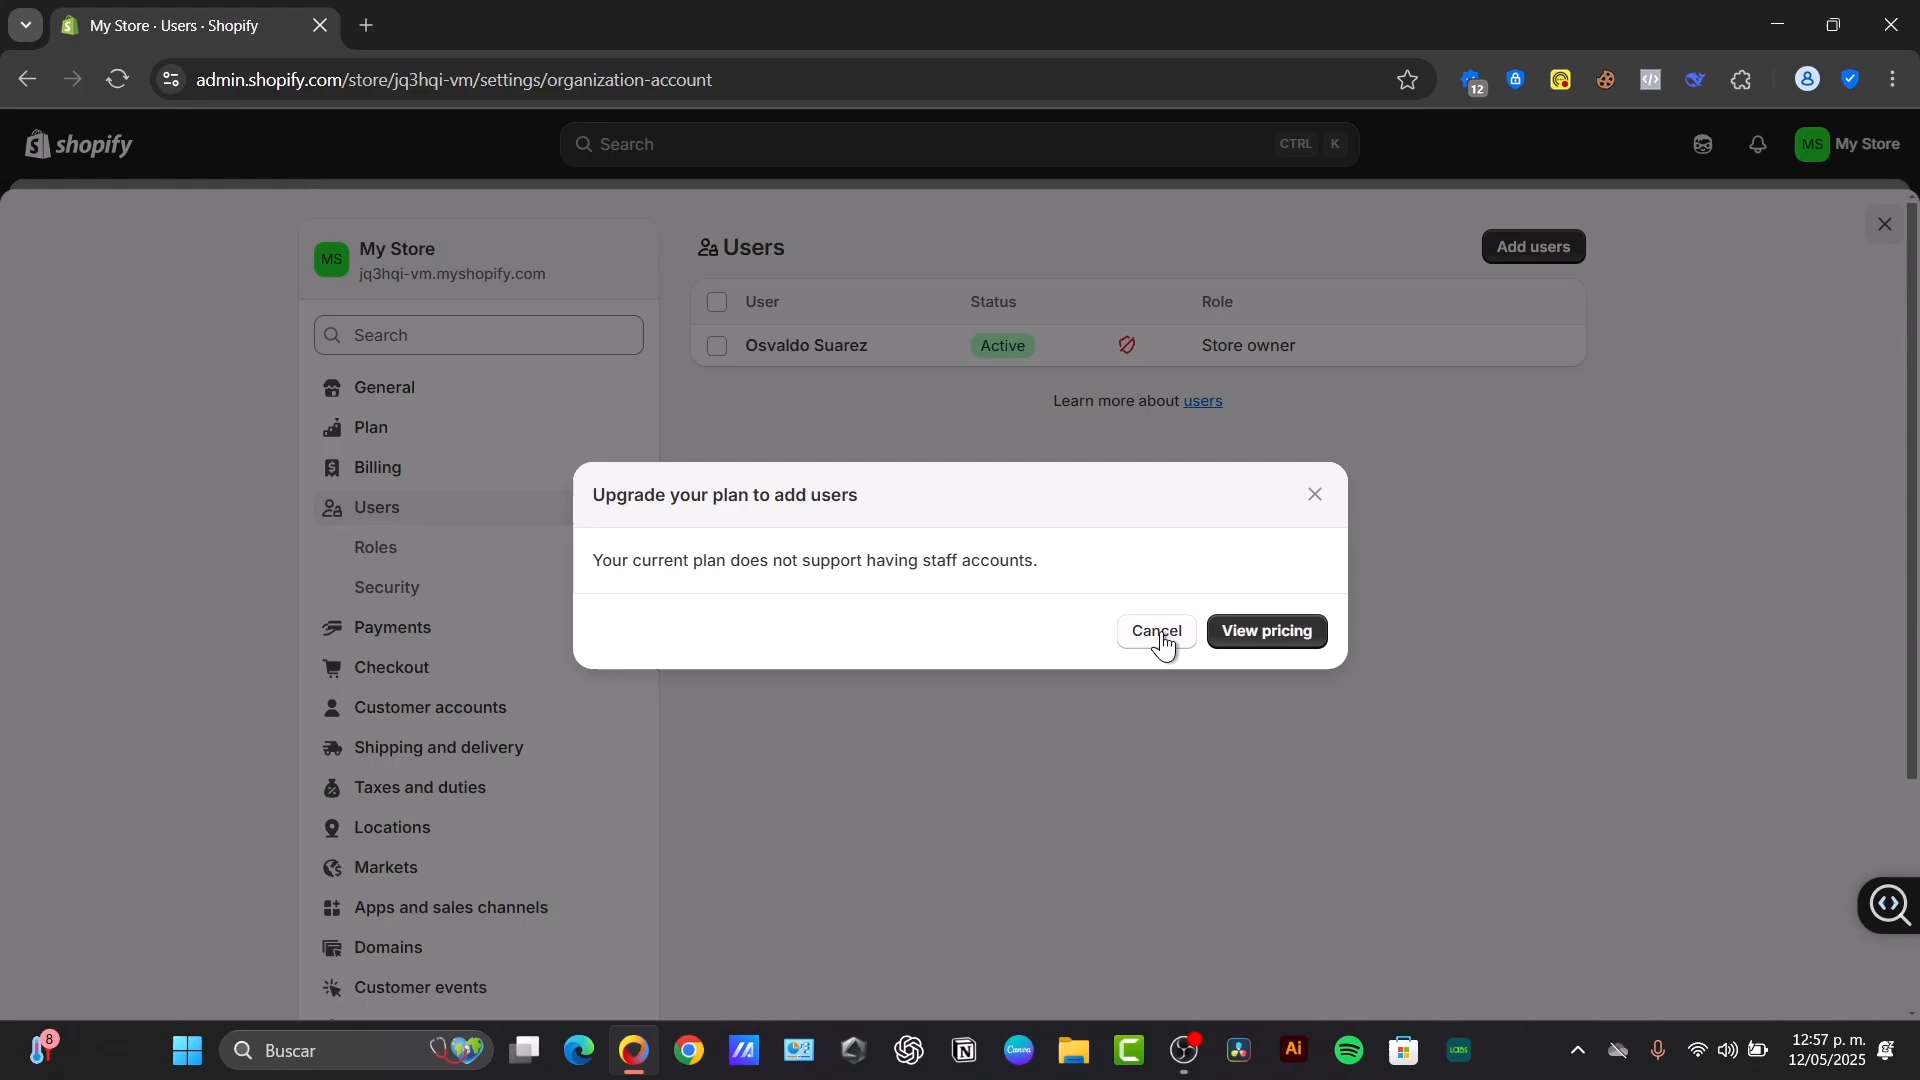 My Store · Users · Shopify
admin.shopify.com/store/jq3hqi-vm/settings/organization-account
12
shopify
Search
CTRL K
MS My Store
MS My Store
jq3hqi-vm.myshopify.com
Search
General
Plan
Billing
Users
Roles
Security
Payments
Checkout
Customer accounts
Shipping and delivery
Taxes and duties
Locations
Markets
Apps and sales channels
Domains
Customer events
Users
Add users
User Status Role
Osvaldo Suarez Active Store owner
Learn more about users
Upgrade your plan to add users
Your current plan does not support having staff accounts.
Cancel
View pricing
8
Buscar
Canva
Ai
LABS
12:57 p. m.
12/05/2025